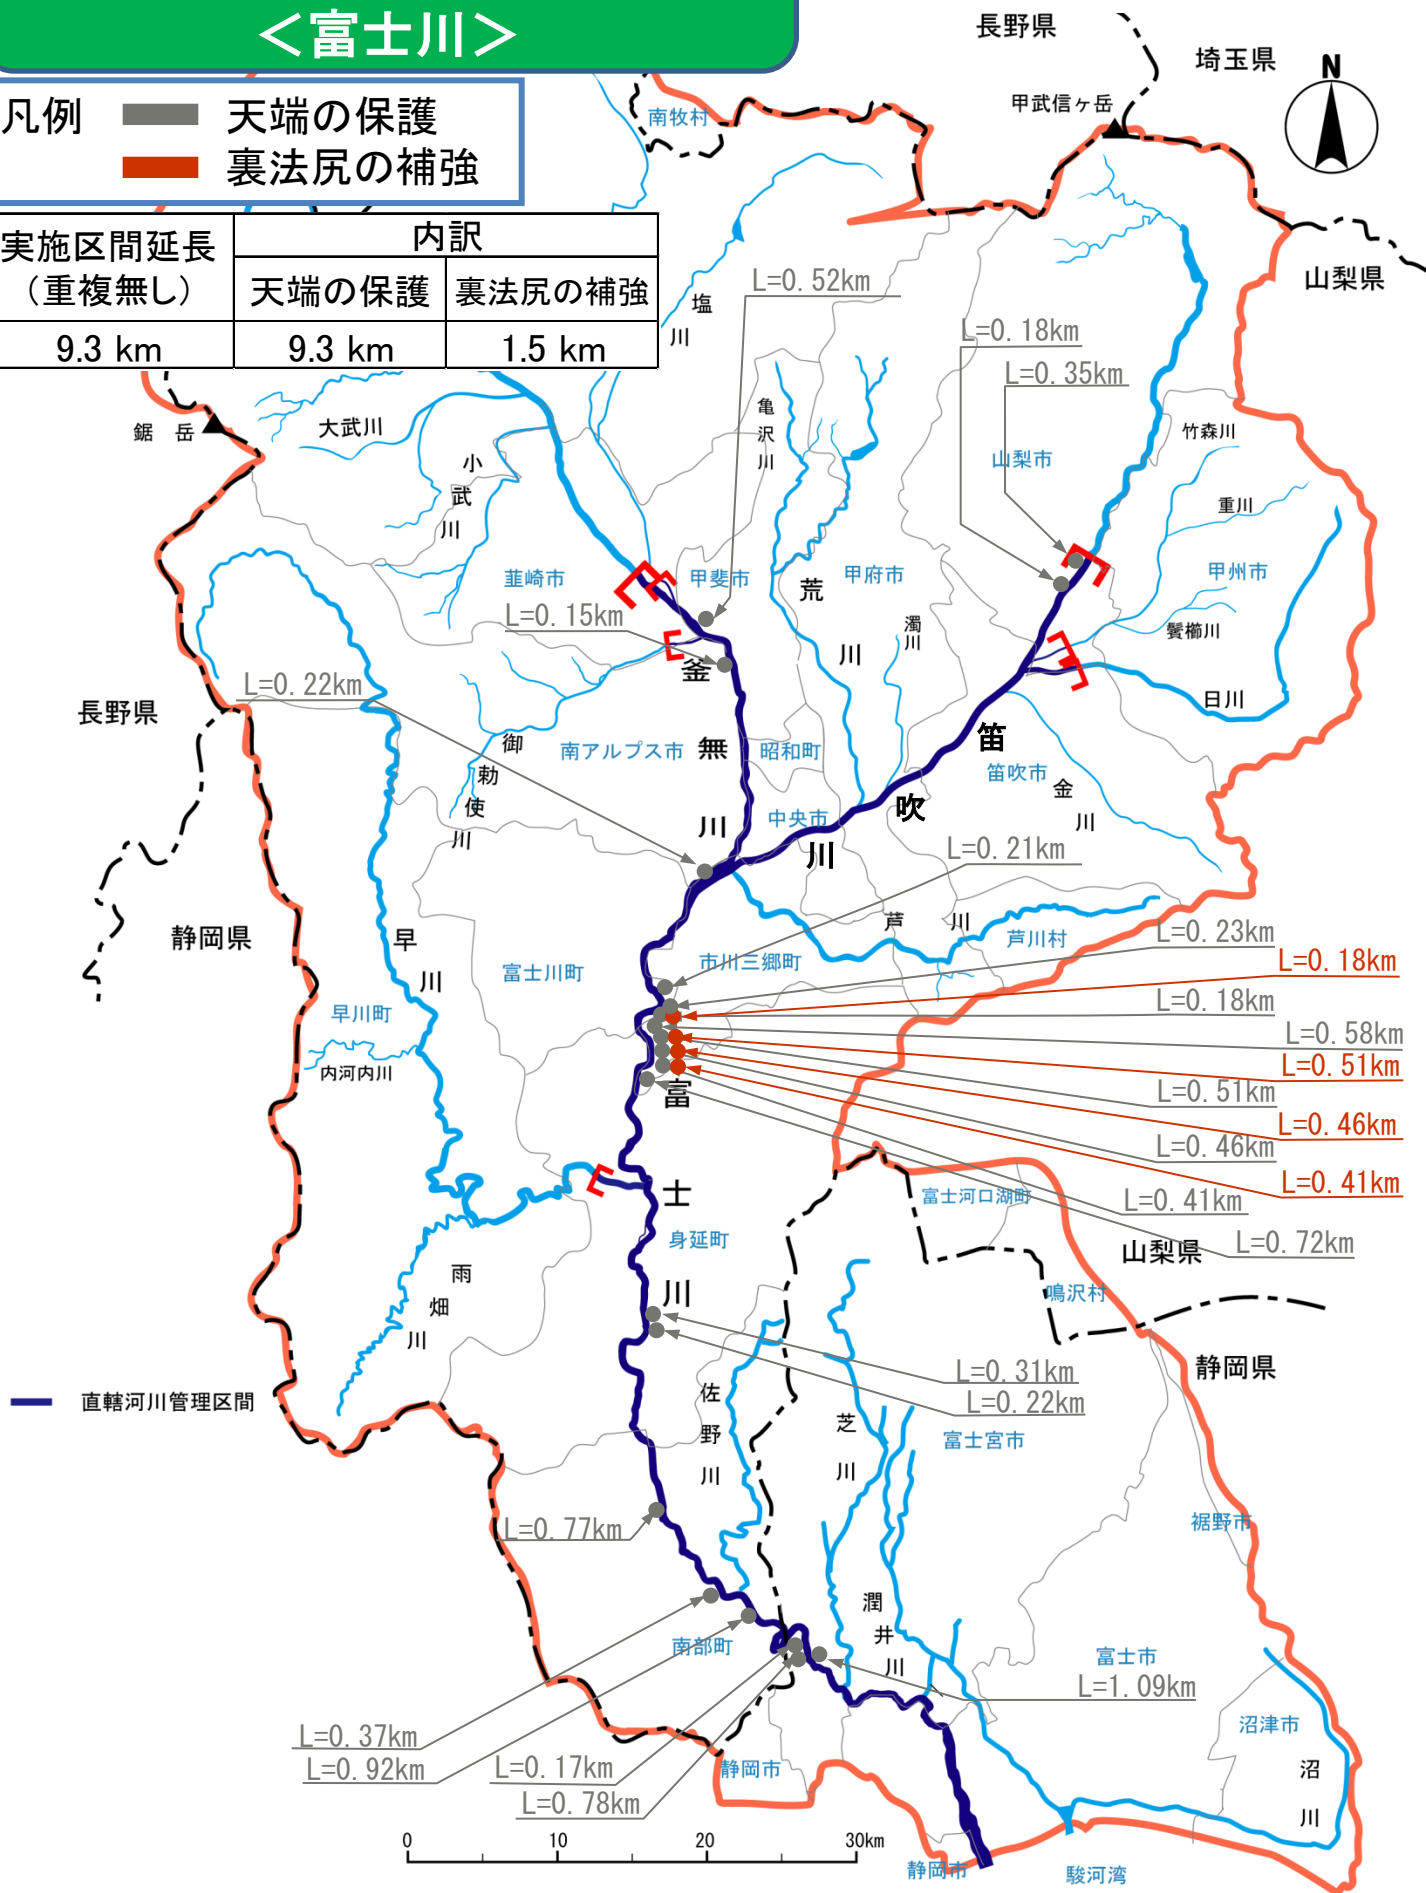 ＜富士川＞
凡例
天端の保護
裏法尻の補強
実施区間延長
（重複無し）
内訳
天端の保護
裏法尻の補強
9.3 km
9.3 km
1.5 km
長野県
埼玉県
N
甲武信ヶ岳
南牧村
山梨県
塩川
L=0.52km
L=0.18km
L=0.35km
鋸岳
大武川
小武川
亀沢川
山梨市
竹森川
重川
韮崎市
甲斐市
荒川
甲府市
甲州市
濁川
鬢櫛川
L=0.15km
釜無川
L=0.22km
日川
長野県
御勅使川
南アルプス市
昭和町
笛吹川
笛吹市
金川
中央市
L=0.21km
静岡県
早川
芦川
芦川村
富士川町
市川三郷町
L=0.23km
L=0.18km
L=0.18km
早川町
L=0.58km
内河内川
L=0.51km
L=0.51km
富士川
L=0.46km
L=0.46km
L=0.41km
富士河口湖町
L=0.41km
身延町
L=0.72km
山梨県
雨畑川
鳴沢村
L=0.31km
静岡県
L=0.22km
直轄河川管理区間
佐野川
芝川
富士宮市
L=0.77km
裾野市
潤井川
南部町
富士市
L=1.09km
L=0.37km
L=0.92km
L=0.17km
L=0.78km
静岡市
沼津市
沼川
0 10 20 30km
静岡市
駿河湾